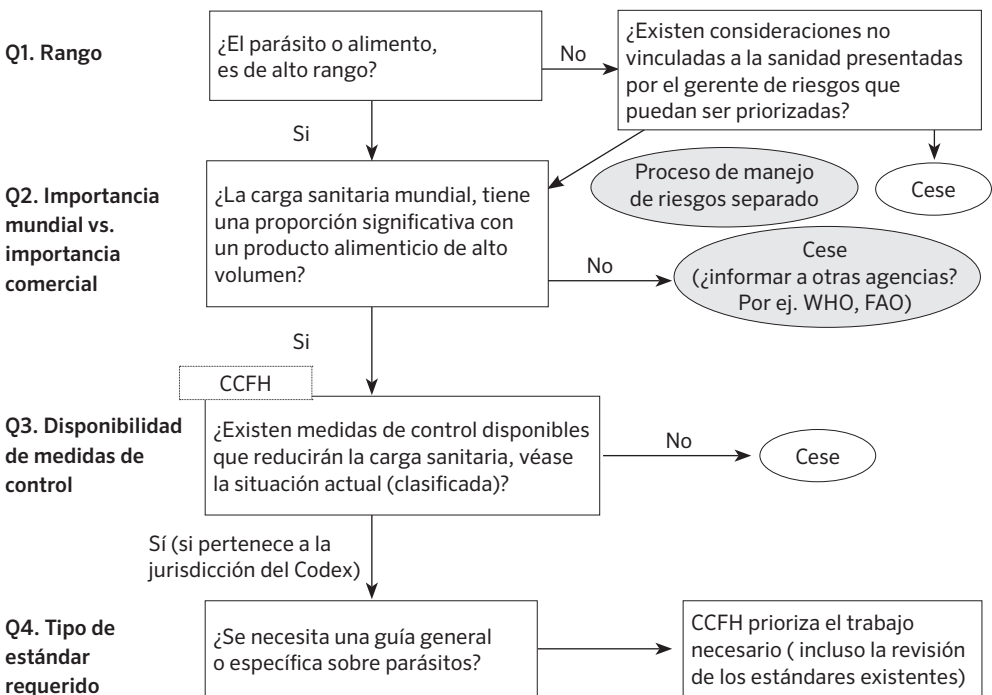 Q1. Rango
¿El parásito o alimento,
es de alto rango?
No
¿Existen consideraciones no
vinculadas a la sanidad presentadas
por el gerente de riesgos que
puedan ser priorizadas?
Si
Proceso de manejo
de riesgos separado
Cese
Q2. Importancia
mundial vs.
importancia
comercial
¿La carga sanitaria mundial, tiene
una proporción significativa con
un producto alimenticio de alto
volumen?
No
Cese
(¿informar a otras agencias?
Por ej. WHO, FAO)
Si
CCFH
Q3. Disponibilidad
de medidas de
control
¿Existen medidas de control disponibles
que reducirán la carga sanitaria, véase
la situación actual (clasificada)?
No
Cese
Sí (si pertenece a la
jurisdicción del Codex)
Q4. Tipo de
estándar
requerido
¿Se necesita una guía general
o específica sobre parásitos?
CCFH prioriza el trabajo
necesario ( incluso la revisión
de los estándares existentes)